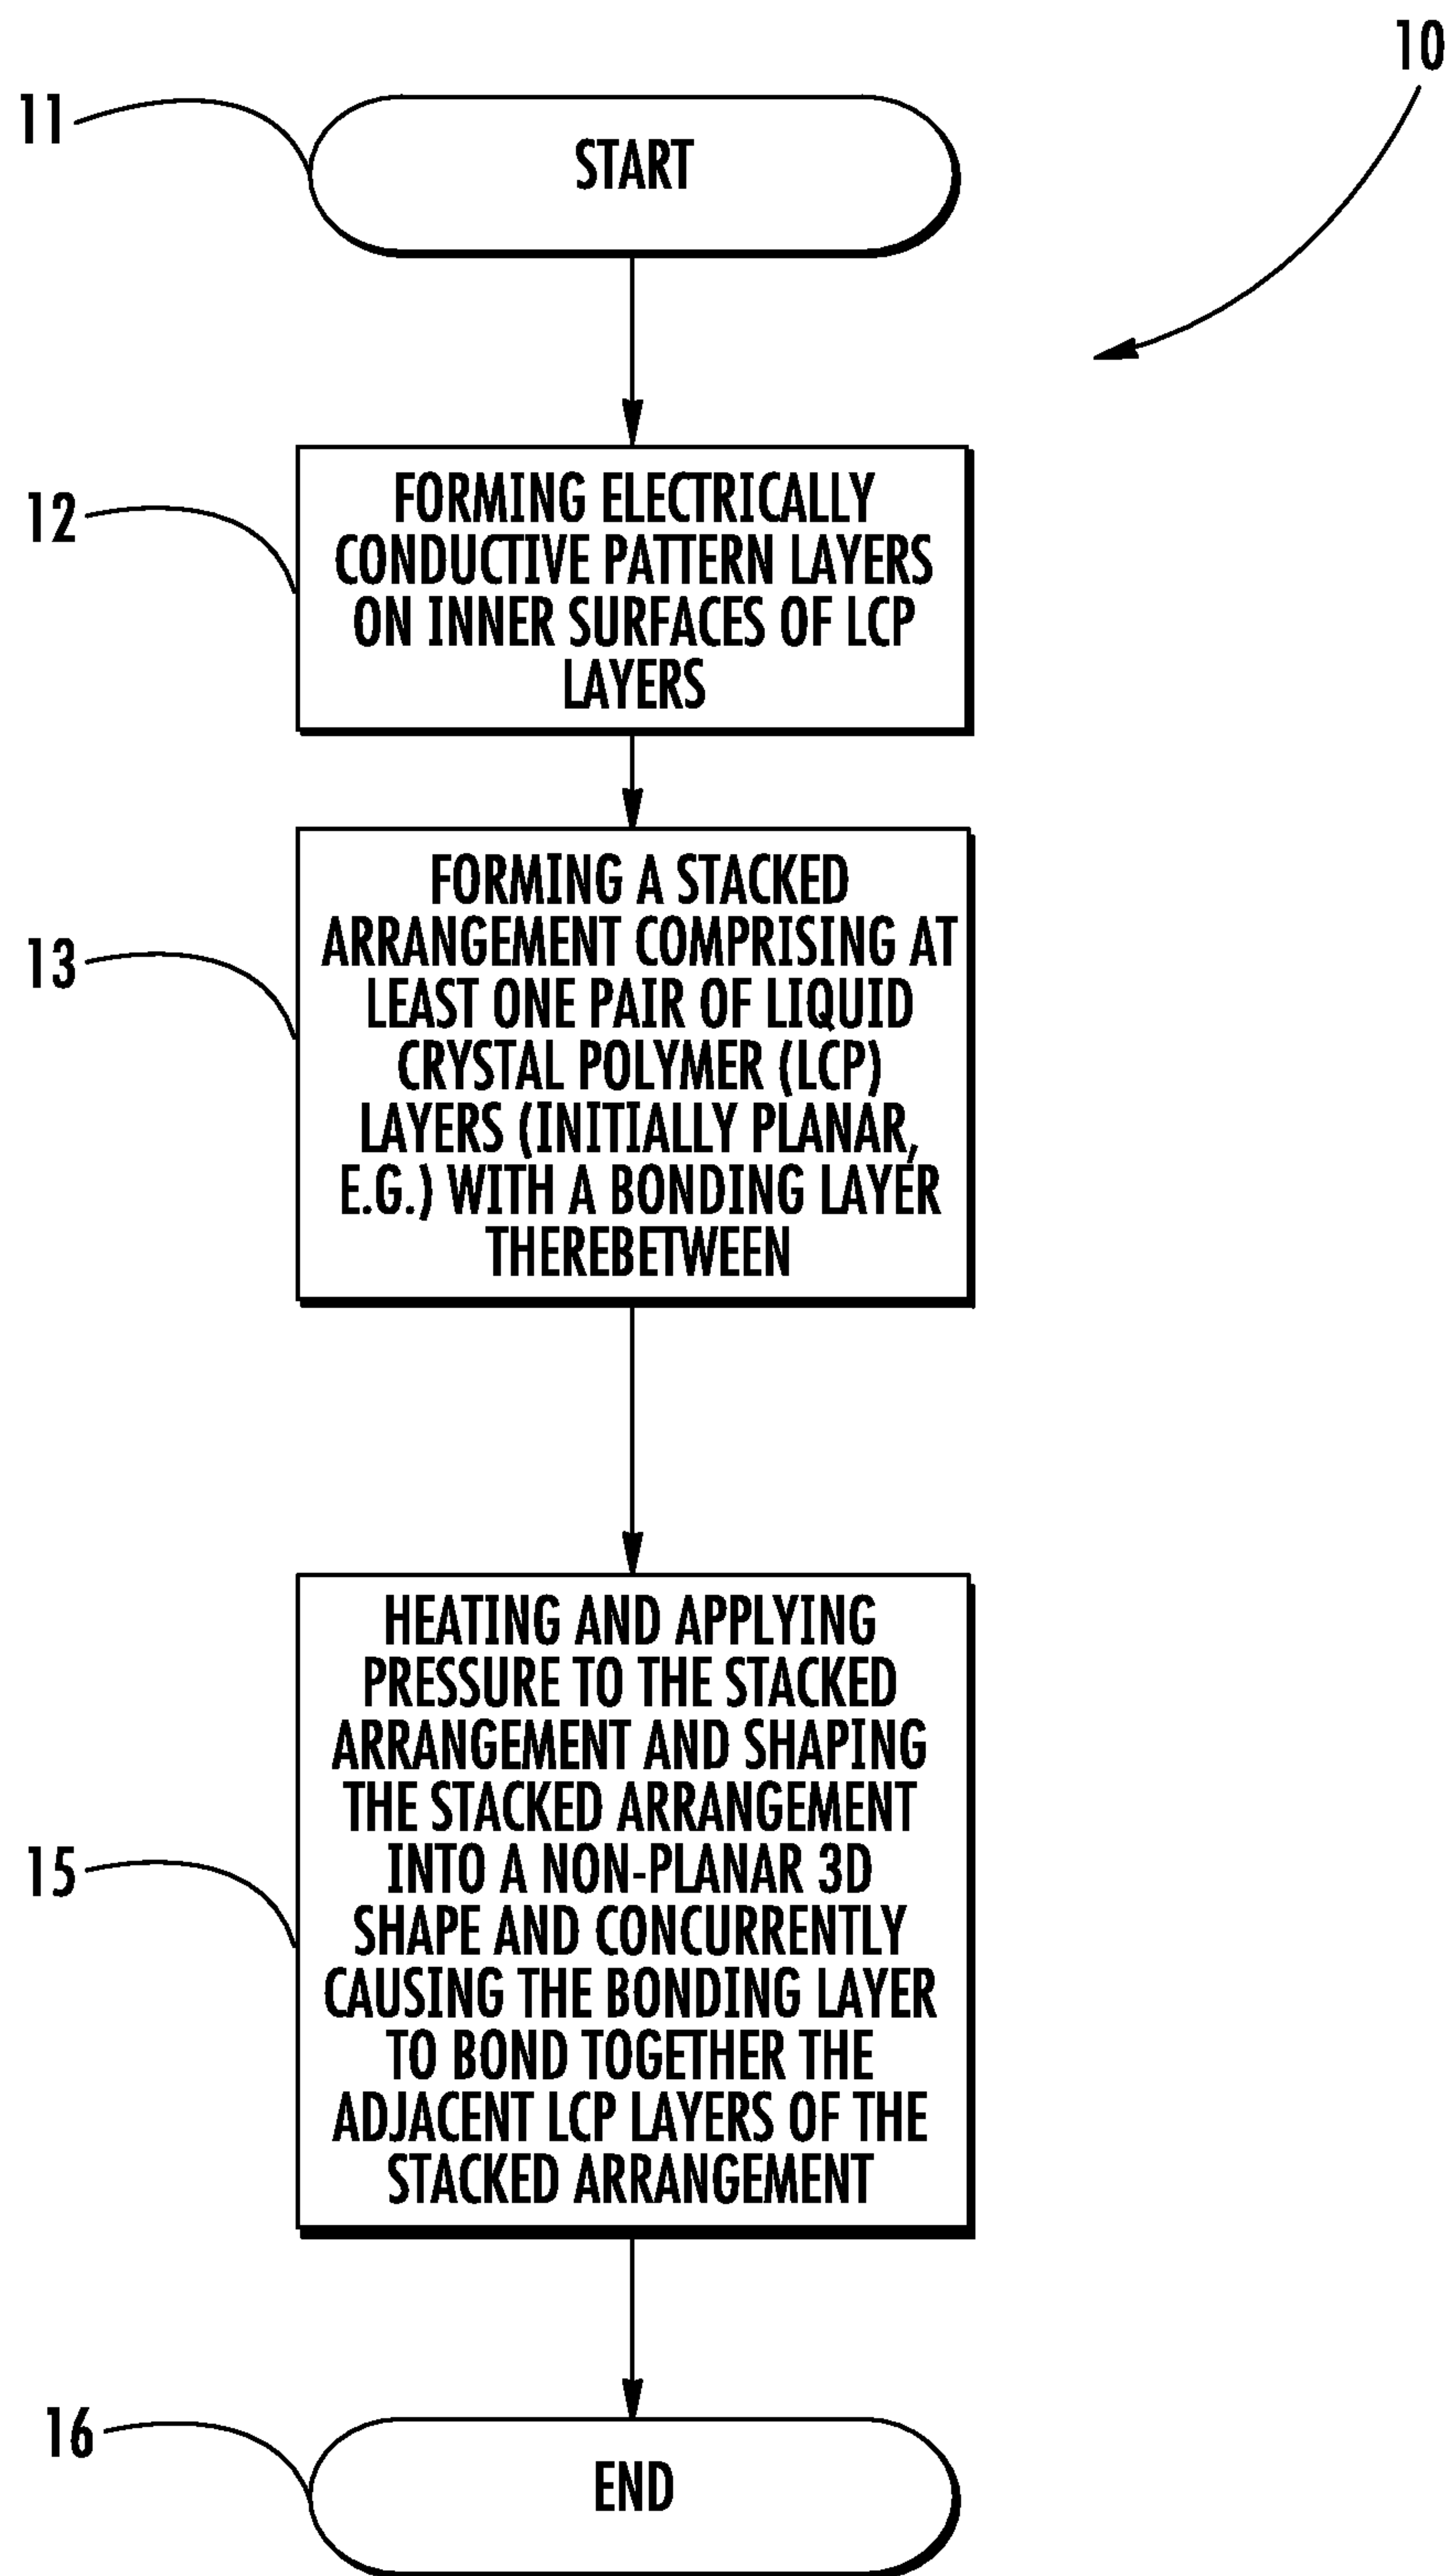 10
11
START
12
FORMING ELECTRICALLY
CONDUCTIVE PATTERN LAYERS
ON INNER SURFACES OF LCP
LAYERS
13
FORMING A STACKED
ARRANGEMENT COMPRISING AT
LEAST ONE PAIR OF LIQUID
CRYSTAL POLYMER (LCP)
LAYERS (INITIALLY PLANAR,
E.G.) WITH A BONDING LAYER
THEREBETWEEN
15
HEATING AND APPLYING
PRESSURE TO THE STACKED
ARRANGEMENT AND SHAPING
THE STACKED ARRANGEMENT
INTO A NON-PLANAR 3D
SHAPE AND CONCURRENTLY
CAUSING THE BONDING LAYER
TO BOND TOGETHER THE
ADJACENT LCP LAYERS OF THE
STACKED ARRANGEMENT
16
END